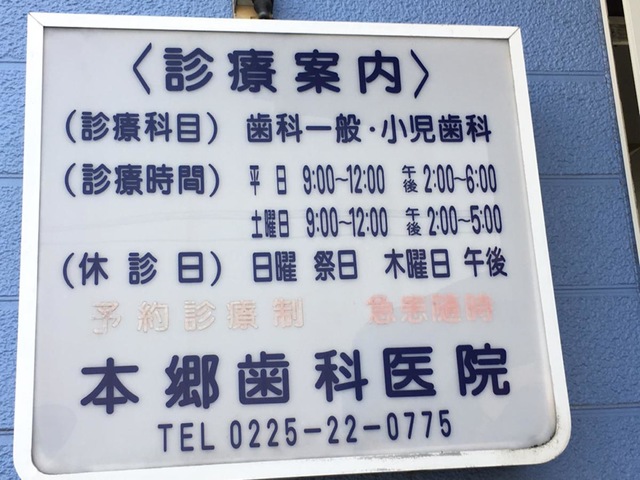 〈診療案内〉
(診療科目) 歯科一般・小児歯科
(診療時間) 平日 9:00~12:00 午後 2:00~6:00
土曜日 9:00~12:00 午後 2:00~5:00
(休診日) 日曜 祭日 木曜日 午後
予約診療制 急患随時
本郷歯科医院
TEL 0225-22-0775